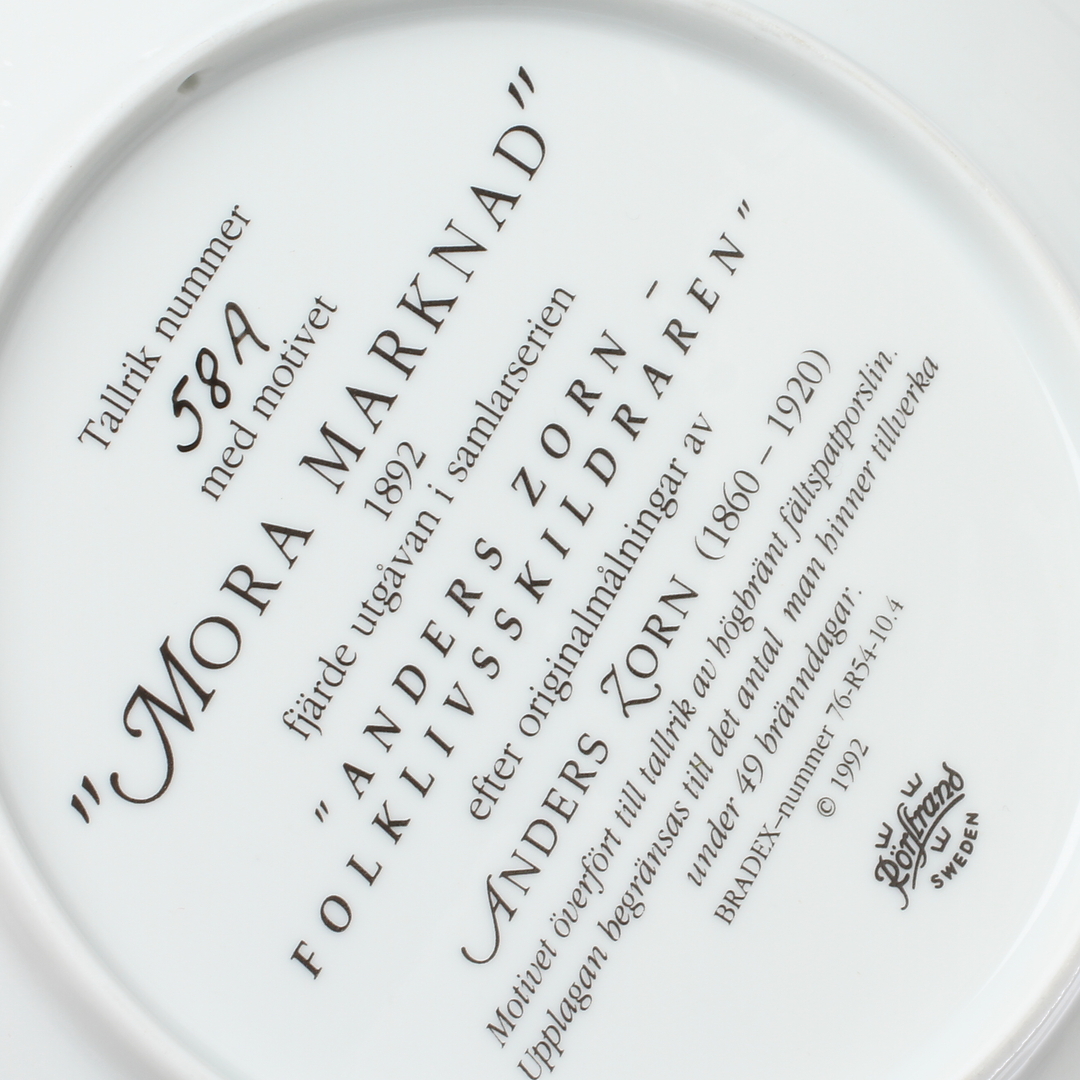 Tallrik nummer
58A
med motivet
"MORA MARKNAD"
1892
fjärde utgåvan i samlarserien
"ANDERS ZORN –
FOLKLIVSSKILDRAREN"
efter originalmålningar av
ANDERS ZORN (1860 – 1920)
Motivet överfört till tallrik av högbränt fältspatporslin.
Upplagan begränsas till det antal man hinner tillverka
under 49 bränndagar.
BRADEX-nummer 76-R54-10.4
© 1992
Rörstrand
SWEDEN